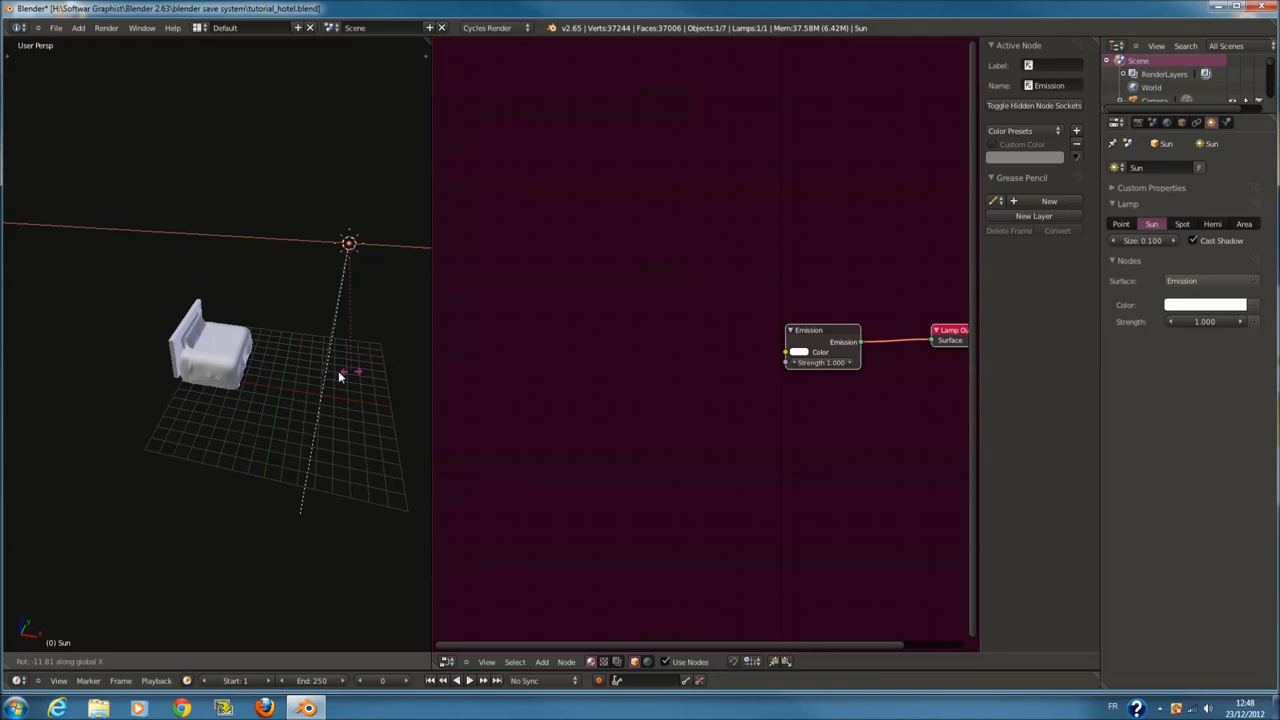 Blender* [H:\Softwar Graphist\Blender 2.63\blender save system\tutorial_hotel.blend]
File Add Render Window Help Default Scene Cycles Render v2.65 | Verts:37244 | Faces:37006 | Objects:1/7 | Lamps:1/1 | Mem:37.58M (6.42M) | Sun
User Persp
Active Node
Label:
Name: Emission
Toggle Hidden Node Sockets
Color Presets
Custom Color
Grease Pencil
New
New Layer
Delete Frame Convert
View Search All Scenes
Scene
RenderLayers
World
Camera
Sun Sun
Sun F
Custom Properties
Lamp
Point Sun Spot Hemi Area
Size: 0.100 Cast Shadow
Nodes
Surface: Emission
Color:
Strength: 1.000
Emission
Emission
Color
Strength 1.000
Lamp Ou
Surface
(0) Sun
Rot: -11.81 along global X
View Select Add Node Use Nodes
View Marker Frame Playback Start: 1 End: 250 0 No Sync
FR 12:48
23/12/2012